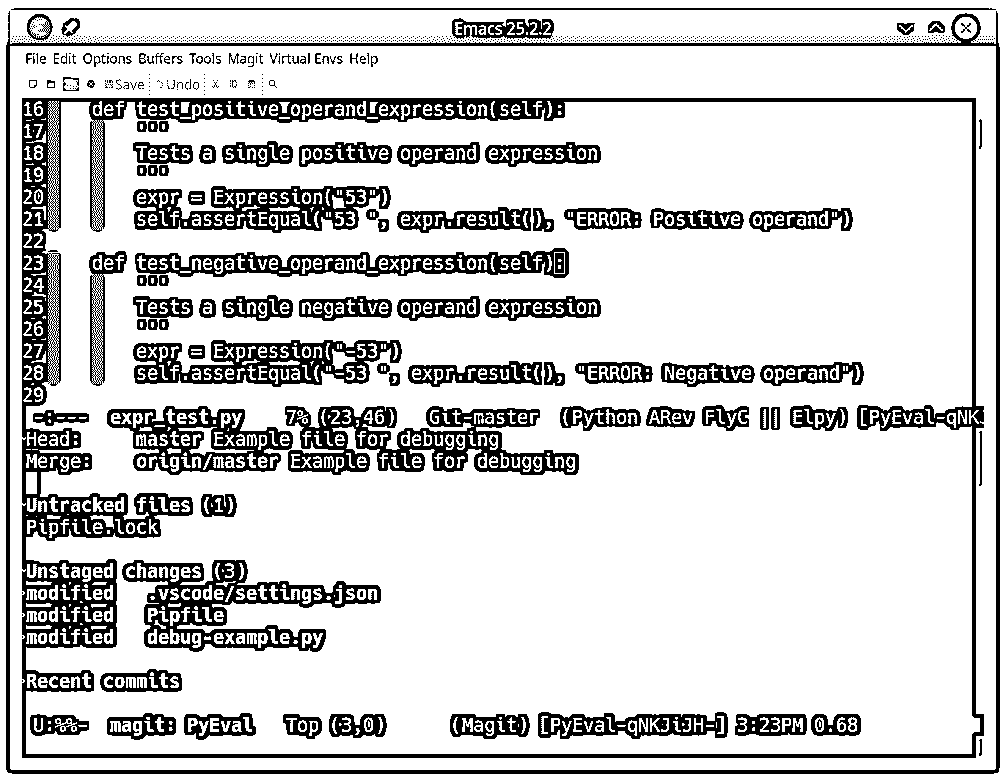 Emacs 25.2.2
File Edit Options Buffers Tools Magit Virtual Envs Help
Save Undo
16 def test_positive_operand_expression(self):
17 """
18 Tests a single positive operand expression
19 """
20 expr = Expression("53")
21 self.assertEqual("53 ", expr.result(), "ERROR: Positive operand")
22
23 def test_negative_operand_expression(self):
24 """
25 Tests a single negative operand expression
26 """
27 expr = Expression("-53")
28 self.assertEqual("-53 ", expr.result(), "ERROR: Negative operand")
29
-:--- expr_test.py 7% (23,46) Git-master (Python ARev FlyC || Elpy) [PyEval-qNK
Head: master Example file for debugging
Merge: origin/master Example file for debugging
Untracked files (1)
Pipfile.lock
Unstaged changes (3)
modified .vscode/settings.json
modified Pipfile
modified debug-example.py
Recent commits
U:%%- magit: PyEval Top (3,0) (Magit) [PyEval-qNKJiJH-] 3:23PM 0.68